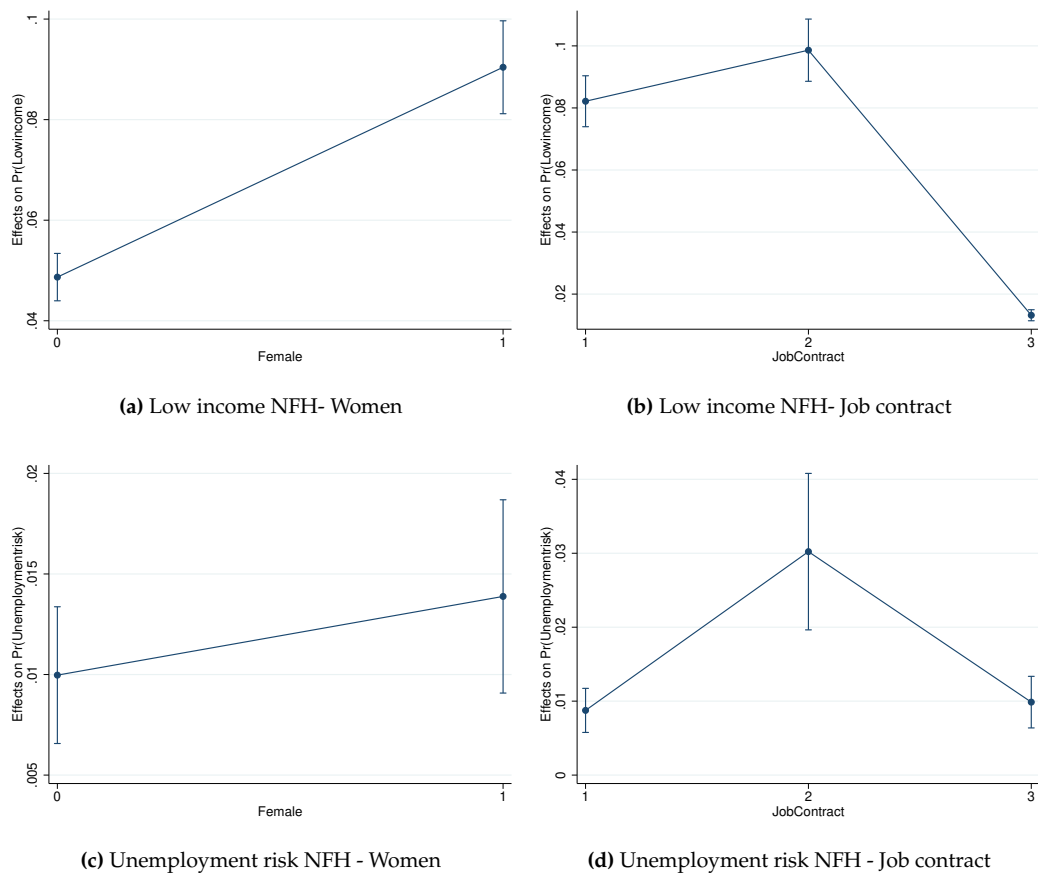 Effects on Pr(Lowincome)
.04 .06 .08 .1
0 1
Female
(a) Low income NFH- Women
Effects on Pr(Lowincome)
.02 .04 .06 .08 .1
1 2 3
JobContract
(b) Low income NFH- Job contract
Effects on Pr(Unemploymentrisk)
.005 .01 .015 .02
0 1
Female
(c) Unemployment risk NFH - Women
Effects on Pr(Unemploymentrisk)
0 .01 .02 .03 .04
1 2 3
JobContract
(d) Unemployment risk NFH - Job contract